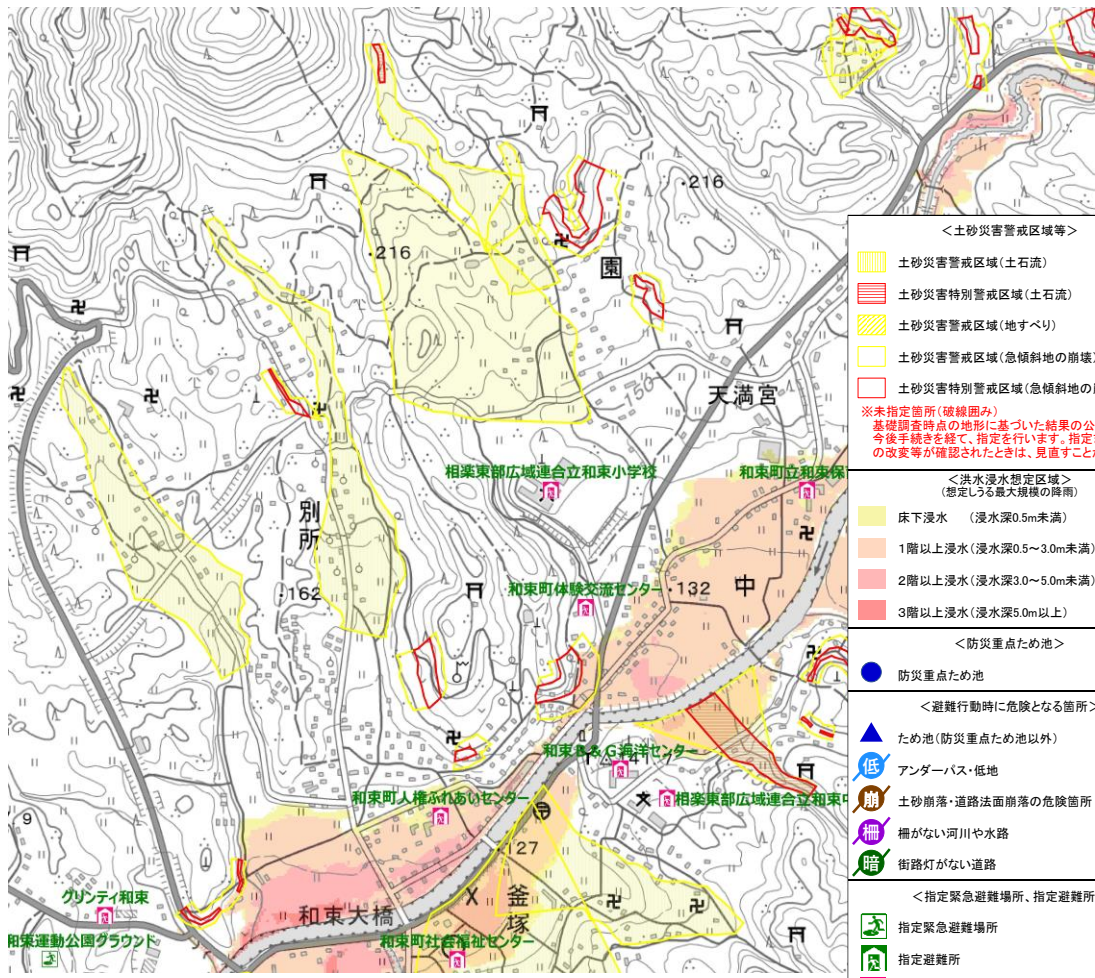 216
216
園
150
天満宮
相楽東部広域連合立和束小学校
和束町立和束保
別所
162
和束町体験交流センター
132
中
和束B&G海洋センター
141.7
和束町人権ふれあいセンター
相楽東部広域連合立和束中
127
釜塚
9
グリンティ和束
和束大橋
和束町社会福祉センター
和束運動公園グラウンド
<土砂災害警戒区域等>
土砂災害警戒区域(土石流)
土砂災害特別警戒区域(土石流)
土砂災害警戒区域(地すべり)
土砂災害警戒区域(急傾斜地の崩壊)
土砂災害特別警戒区域(急傾斜地の
※未指定箇所(破線囲み)
基礎調査時点の地形に基づいた結果の公
今後手続きを経て、指定を行います。指定
の改変等が確認されたときは、見直すこと
<洪水浸水想定区域>
(想定しうる最大規模の降雨)
床下浸水 (浸水深0.5m未満)
1階以上浸水(浸水深0.5~3.0m未満)
2階以上浸水(浸水深3.0~5.0m未満)
3階以上浸水(浸水深5.0m以上)
<防災重点ため池>
防災重点ため池
<避難行動時に危険となる箇所>
ため池(防災重点ため池以外)
低 アンダーパス・低地
崩 土砂崩落・道路法面崩落の危険箇所
柵 柵がない河川や水路
暗 街路灯がない道路
<指定緊急避難場所、指定避難所
指定緊急避難場所
指定避難所